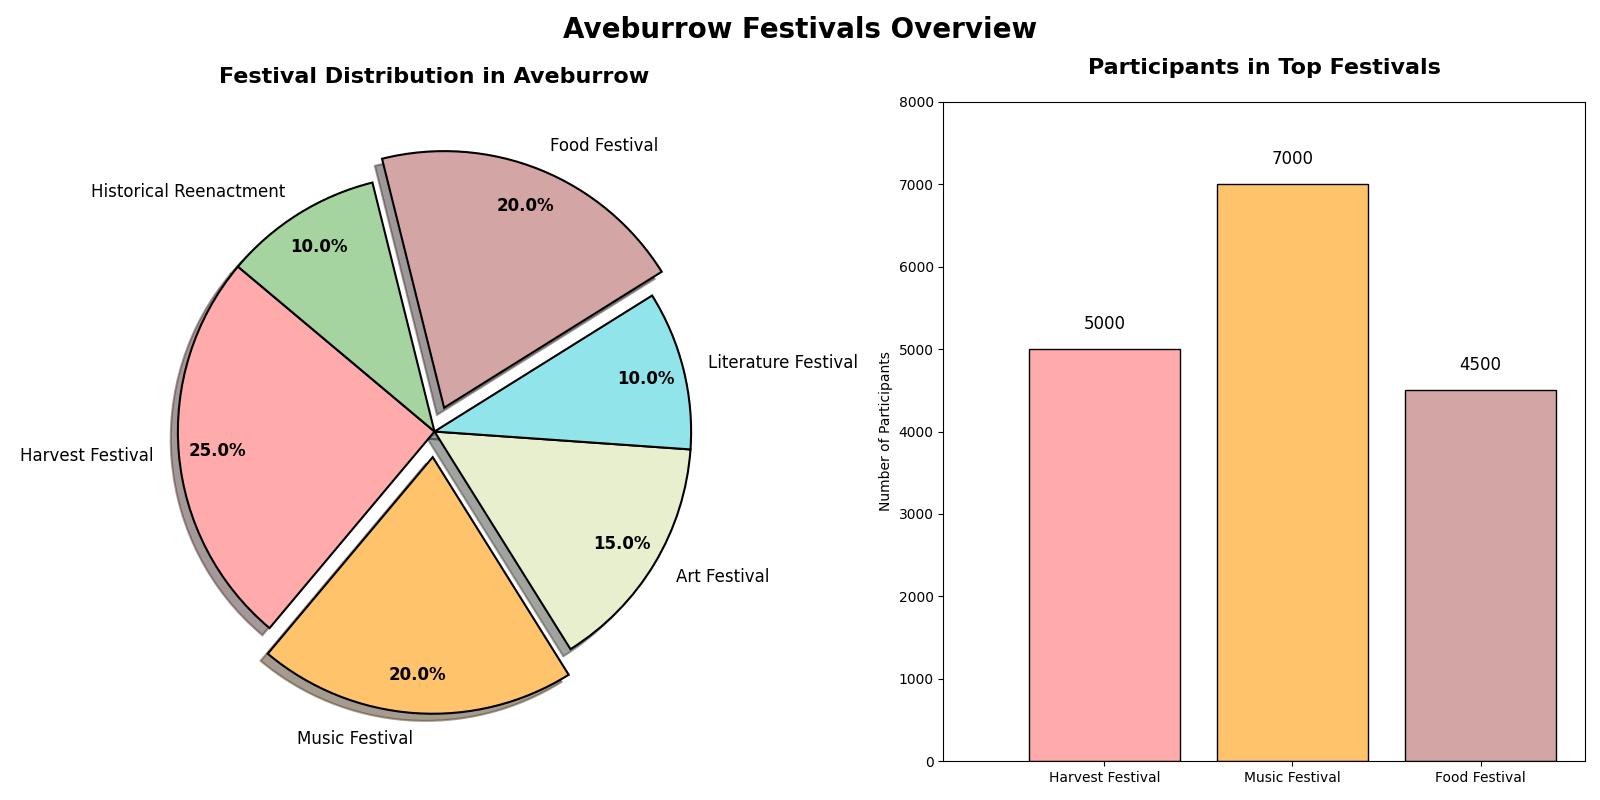 Aveburrow Festivals Overview
Festival Distribution in Aveburrow
Food Festival
20.0%
Historical Reenactment
10.0%
Literature Festival
10.0%
Harvest Festival
25.0%
Art Festival
15.0%
Music Festival
20.0%
Participants in Top Festivals
Number of Participants
8000
7000
6000
5000
4000
3000
2000
1000
0
5000
7000
4500
Harvest Festival
Music Festival
Food Festival